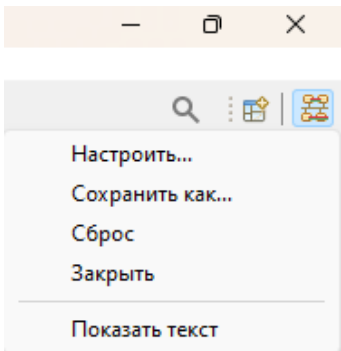 Настроить...
Сохранить как...
Сброс
Закрыть
Показать текст